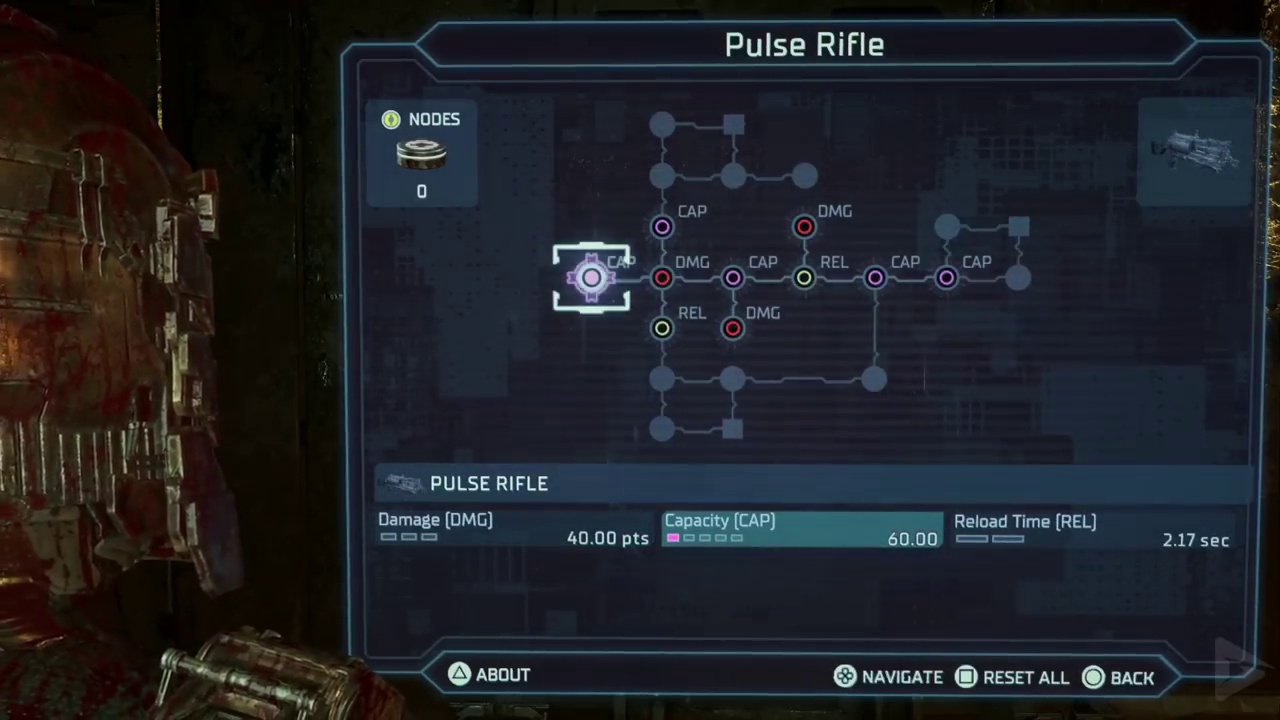 Pulse Rifle
NODES
0
CAP
DMG
CAP
DMG
CAP
REL
CAP
CAP
REL
DMG
PULSE RIFLE
Damage (DMG)
40.00 pts
Capacity (CAP)
60.00
Reload Time (REL)
2.17 sec
ABOUT
NAVIGATE
RESET ALL
BACK